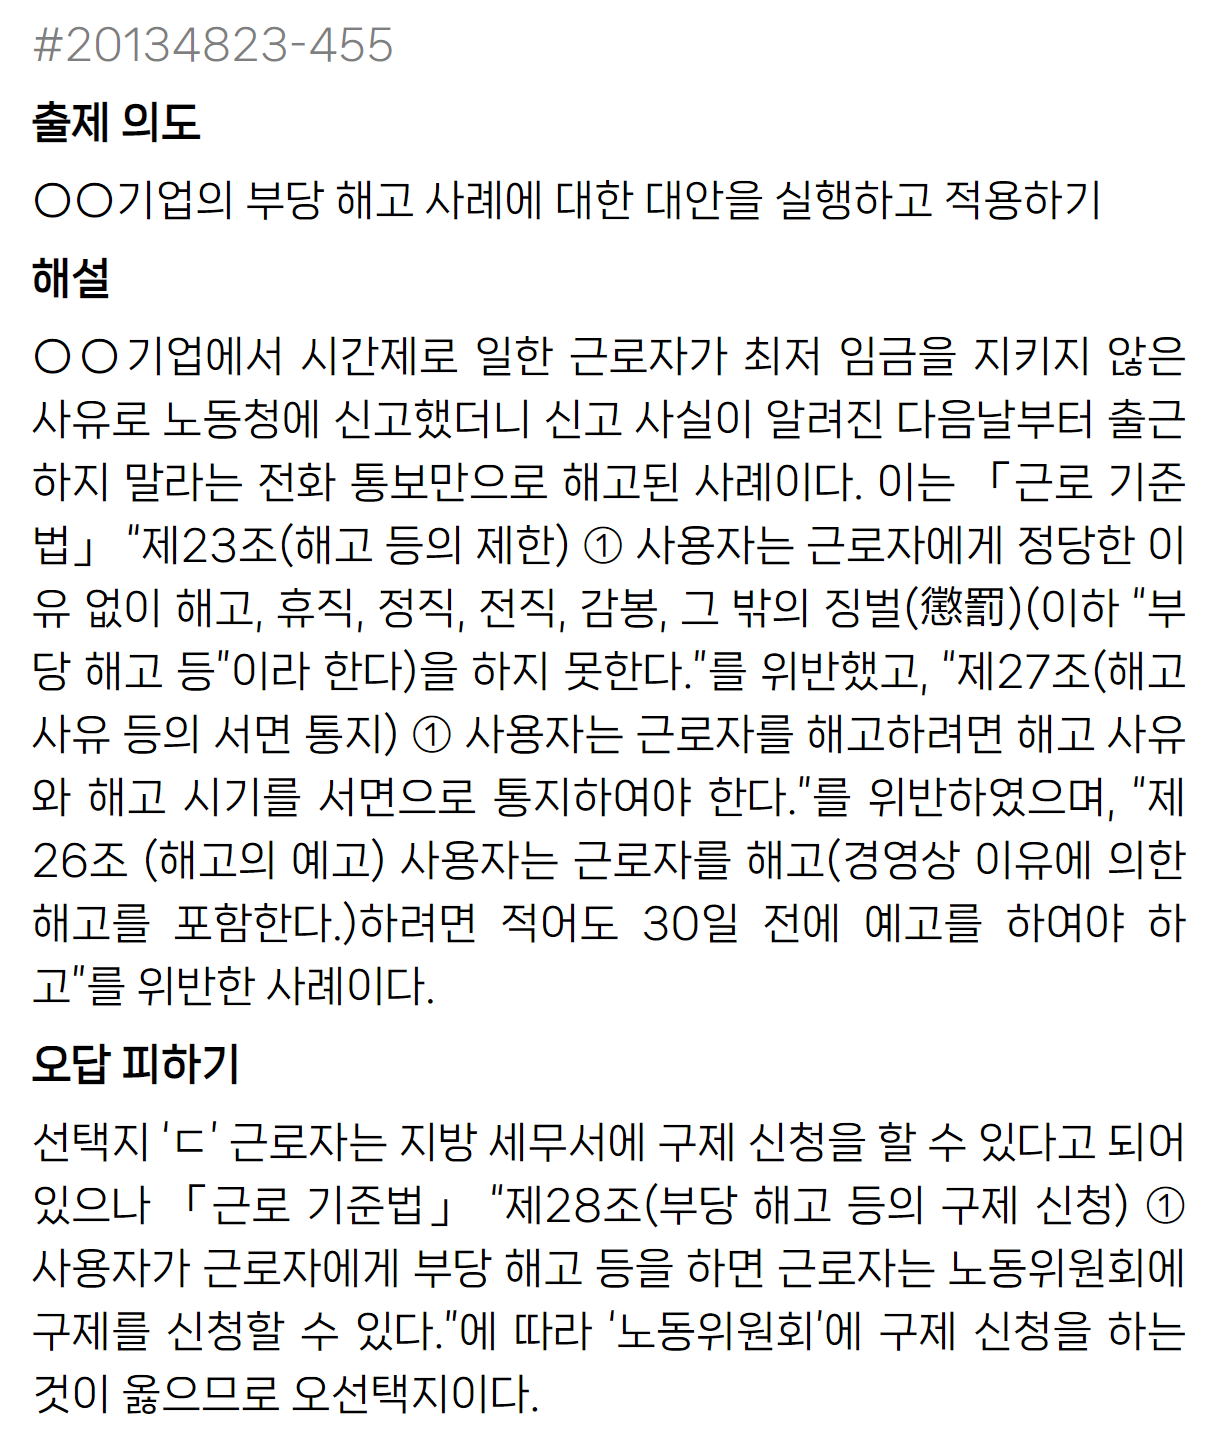 #20134823-455
출제 의도
○○기업의 부당 해고 사례에 대한 대안을 실행하고 적용하기
해설
○○기업에서 시간제로 일한 근로자가 최저 임금을 지키지 않은
사유로 노동청에 신고했더니 신고 사실이 알려진 다음날부터 출근
하지 말라는 전화 통보만으로 해고된 사례이다. 이는 「근로 기준
법」 “제23조(해고 등의 제한) ① 사용자는 근로자에게 정당한 이
유 없이 해고, 휴직, 정직, 전직, 감봉, 그 밖의 징벌(懲罰)(이하 “부
당 해고 등”이라 한다)을 하지 못한다.”를 위반했고, “제27조(해고
사유 등의 서면 통지) ① 사용자는 근로자를 해고하려면 해고 사유
와 해고 시기를 서면으로 통지하여야 한다.”를 위반하였으며, “제
26조 (해고의 예고) 사용자는 근로자를 해고(경영상 이유에 의한
해고를 포함한다.)하려면 적어도 30일 전에 예고를 하여야 하
고”를 위반한 사례이다.
오답 피하기
선택지 ‘ㄷ’ 근로자는 지방 세무서에 구제 신청을 할 수 있다고 되어
있으나 「근로 기준법」 “제28조(부당 해고 등의 구제 신청) ①
사용자가 근로자에게 부당 해고 등을 하면 근로자는 노동위원회에
구제를 신청할 수 있다.”에 따라 ‘노동위원회’에 구제 신청을 하는
것이 옳으므로 오선택지이다.